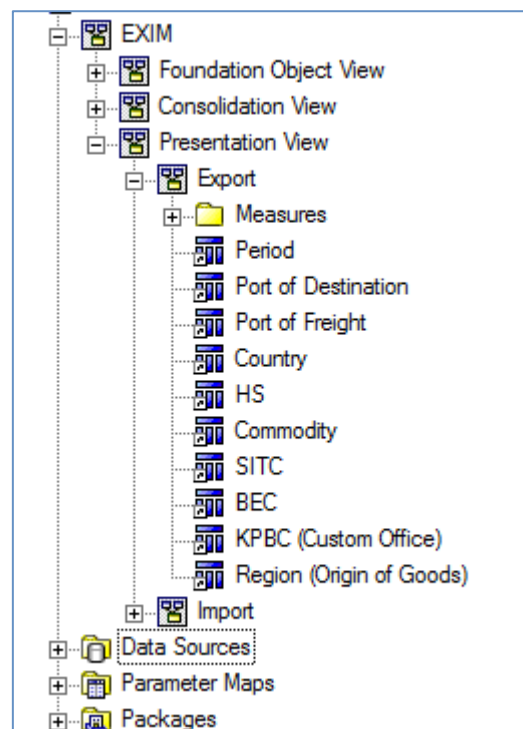 EXIM
Foundation Object View
Consolidation View
Presentation View
Export
Measures
Period
Port of Destination
Port of Freight
Country
HS
Commodity
SITC
BEC
KPBC (Custom Office)
Region (Origin of Goods)
Import
Data Sources
Parameter Maps
Packages